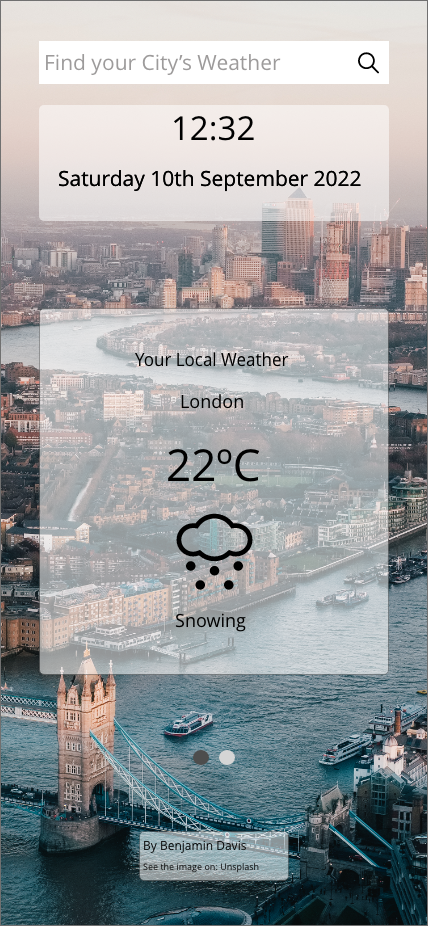 Find your City’s Weather
12:32
Saturday 10th September 2022
Your Local Weather
London
22°C
Snowing
By Benjamin Davis
See the image on: Unsplash